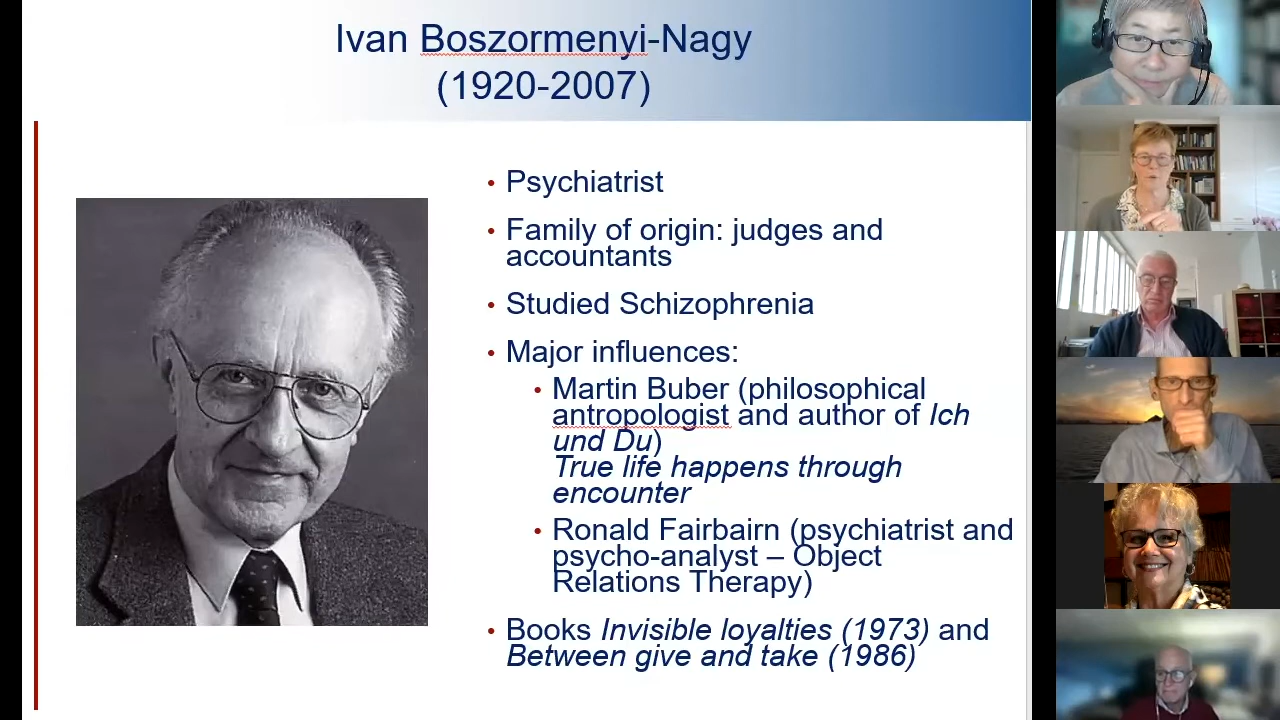 Ivan Boszormenyi-Nagy
(1920-2007)
• Psychiatrist
• Family of origin: judges and
accountants
• Studied Schizophrenia
• Major influences:
• Martin Buber (philosophical
antropologist and author of Ich
und Du)
True life happens through
encounter
• Ronald Fairbairn (psychiatrist and
psycho-analyst – Object
Relations Therapy)
• Books Invisible loyalties (1973) and
Between give and take (1986)